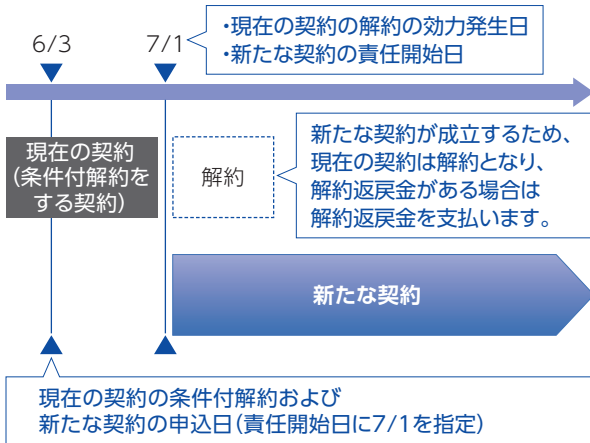 6/3
7/1
・現在の契約の解約の効力発生日
・新たな契約の責任開始日
現在の契約
(条件付解約を
する契約)
解約
新たな契約が成立するため、
現在の契約は解約となり、
解約返戻金がある場合は
解約返戻金を支払います。
新たな契約
現在の契約の条件付解約および
新たな契約の申込日(責任開始日に7/1を指定)